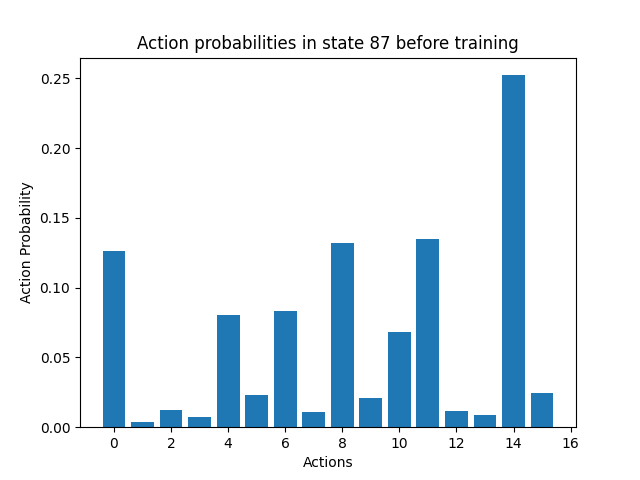 Action probabilities in state 87 before training
0.25
0.20
0.15
0.10
0.05
0.00
Action Probability
0 2 4 6 8 10 12 14 16
Actions